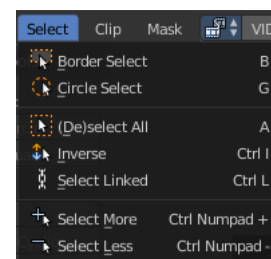 Select Clip Mask VID
Border Select B
Circle Select G
(De)select All A
Inverse Ctrl I
Select Linked Ctrl L
Select More Ctrl Numpad +
Select Less Ctrl Numpad -